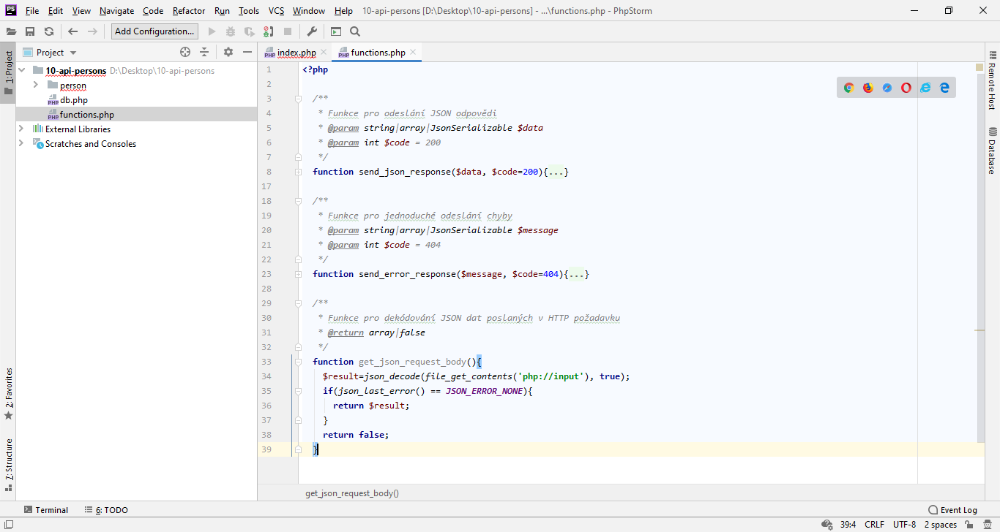 PS File Edit View Navigate Code Refactor Run Tools VCS Window Help 10-api-persons [D:\Desktop\10-api-persons] - ...\functions.php - PhpStorm
Add Configuration...
1: Project
Project
10-api-persons D:\Desktop\10-api-persons
person
PHP db.php
PHP functions.php
External Libraries
Scratches and Consoles
2: Favorites
7: Structure
PHP index.php PHP functions.php
1 <?php
2
3 /**
4 * Funkce pro odeslání JSON odpovědi
5 * @param string|array|JsonSerializable $data
6 * @param int $code = 200
7 */
8 function send_json_response($data, $code=200){...}
17
18 /**
19 * Funkce pro jednoduché odeslání chyby
20 * @param string|array|JsonSerializable $message
21 * @param int $code = 404
22 */
23 function send_error_response($message, $code=404){...}
28
29 /**
30 * Funkce pro dekódování JSON dat poslaných v HTTP požadavku
31 * @return array|false
32 */
33 function get_json_request_body(){
34 $result=json_decode(file_get_contents('php://input'), true);
35 if(json_last_error() == JSON_ERROR_NONE){
36 return $result;
37 }
38 return false;
39 }
get_json_request_body()
Remote Host
Database
Terminal 6: TODO Event Log
39:4 CRLF UTF-8 2 spaces